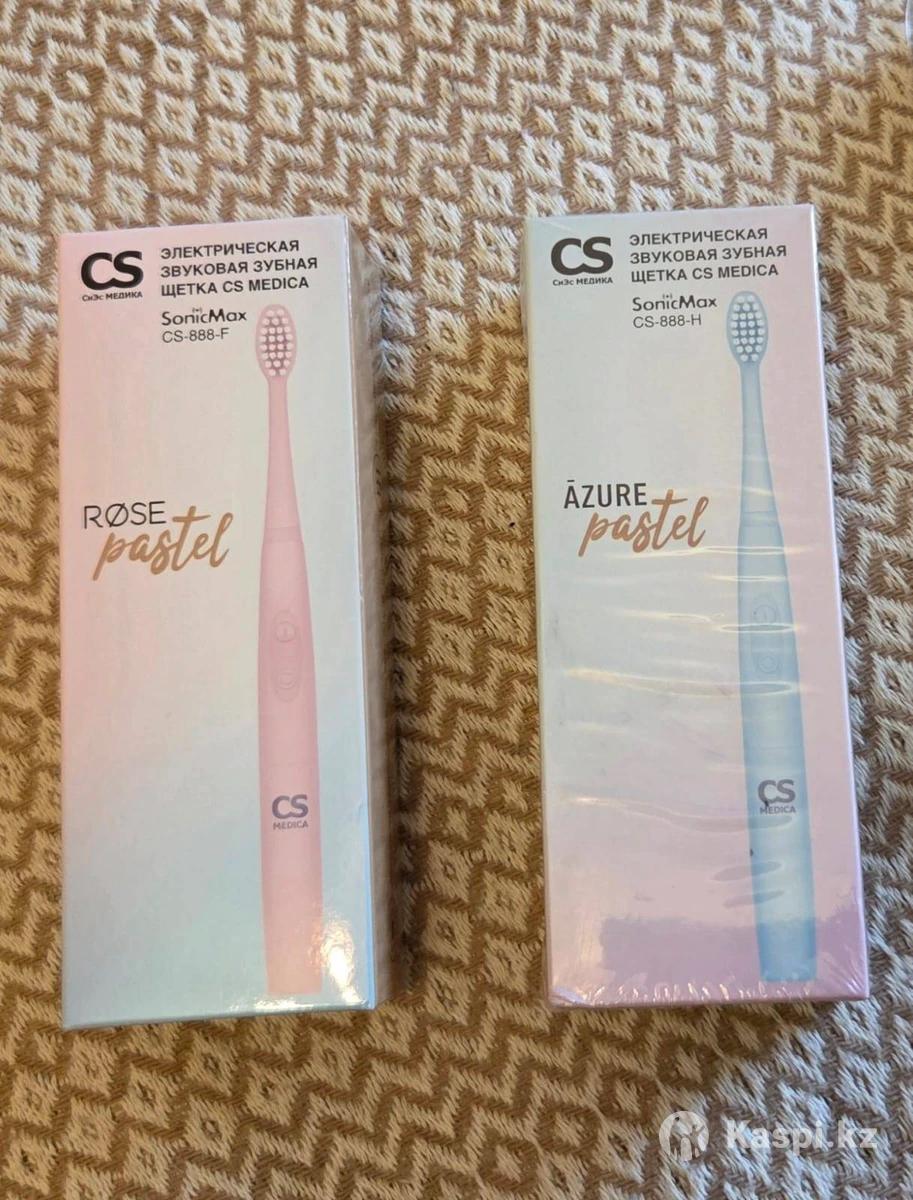 CS
СиЭс МЕДИКА
ЭЛЕКТРИЧЕСКАЯ
ЗВУКОВАЯ ЗУБНАЯ
ЩЕТКА CS MEDICA
SonicMax
CS-888-F
RØSE
pastel
CS
MEDICA
CS
СиЭс МЕДИКА
ЭЛЕКТРИЧЕСКАЯ
ЗВУКОВАЯ ЗУБНАЯ
ЩЕТКА CS MEDICA
SonicMax
CS-888-H
ĀZURE
pastel
CS
MEDICA
Kaspi.kz